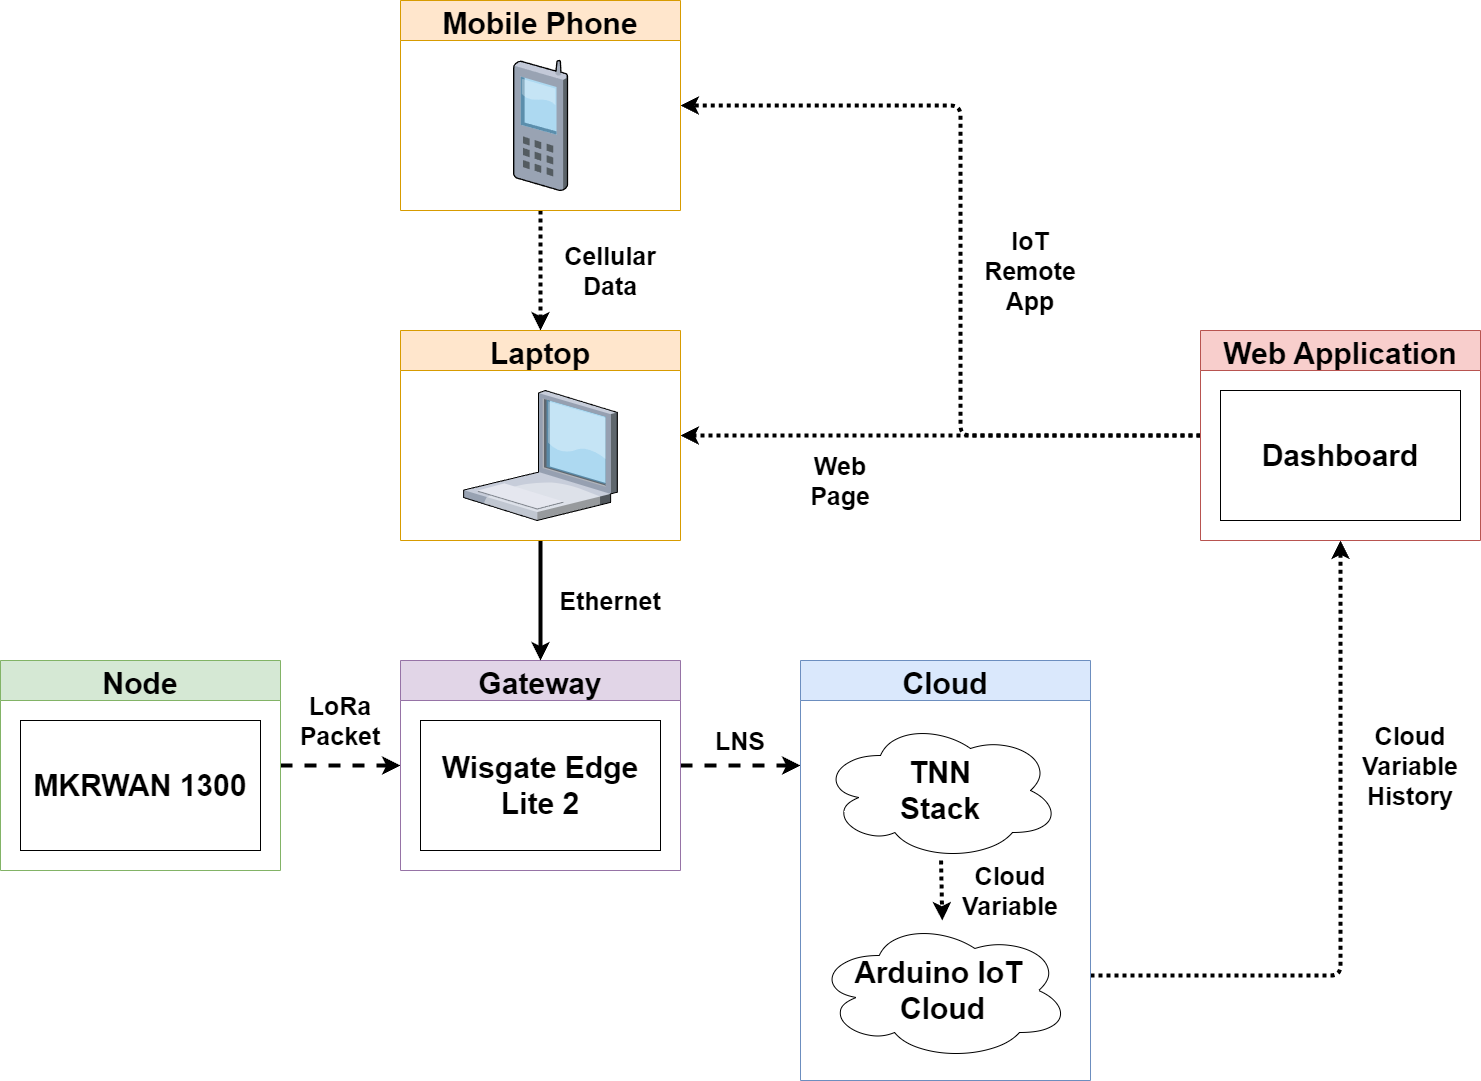 Mobile Phone
Cellular
Data
IoT
Remote
App
Laptop
Web Application
Dashboard
Web
Page
Ethernet
Node
MKRWAN 1300
LoRa
Packet
Gateway
Wisgate Edge
Lite 2
LNS
Cloud
TNN
Stack
Cloud
Variable
Arduino IoT
Cloud
Cloud
Variable
History